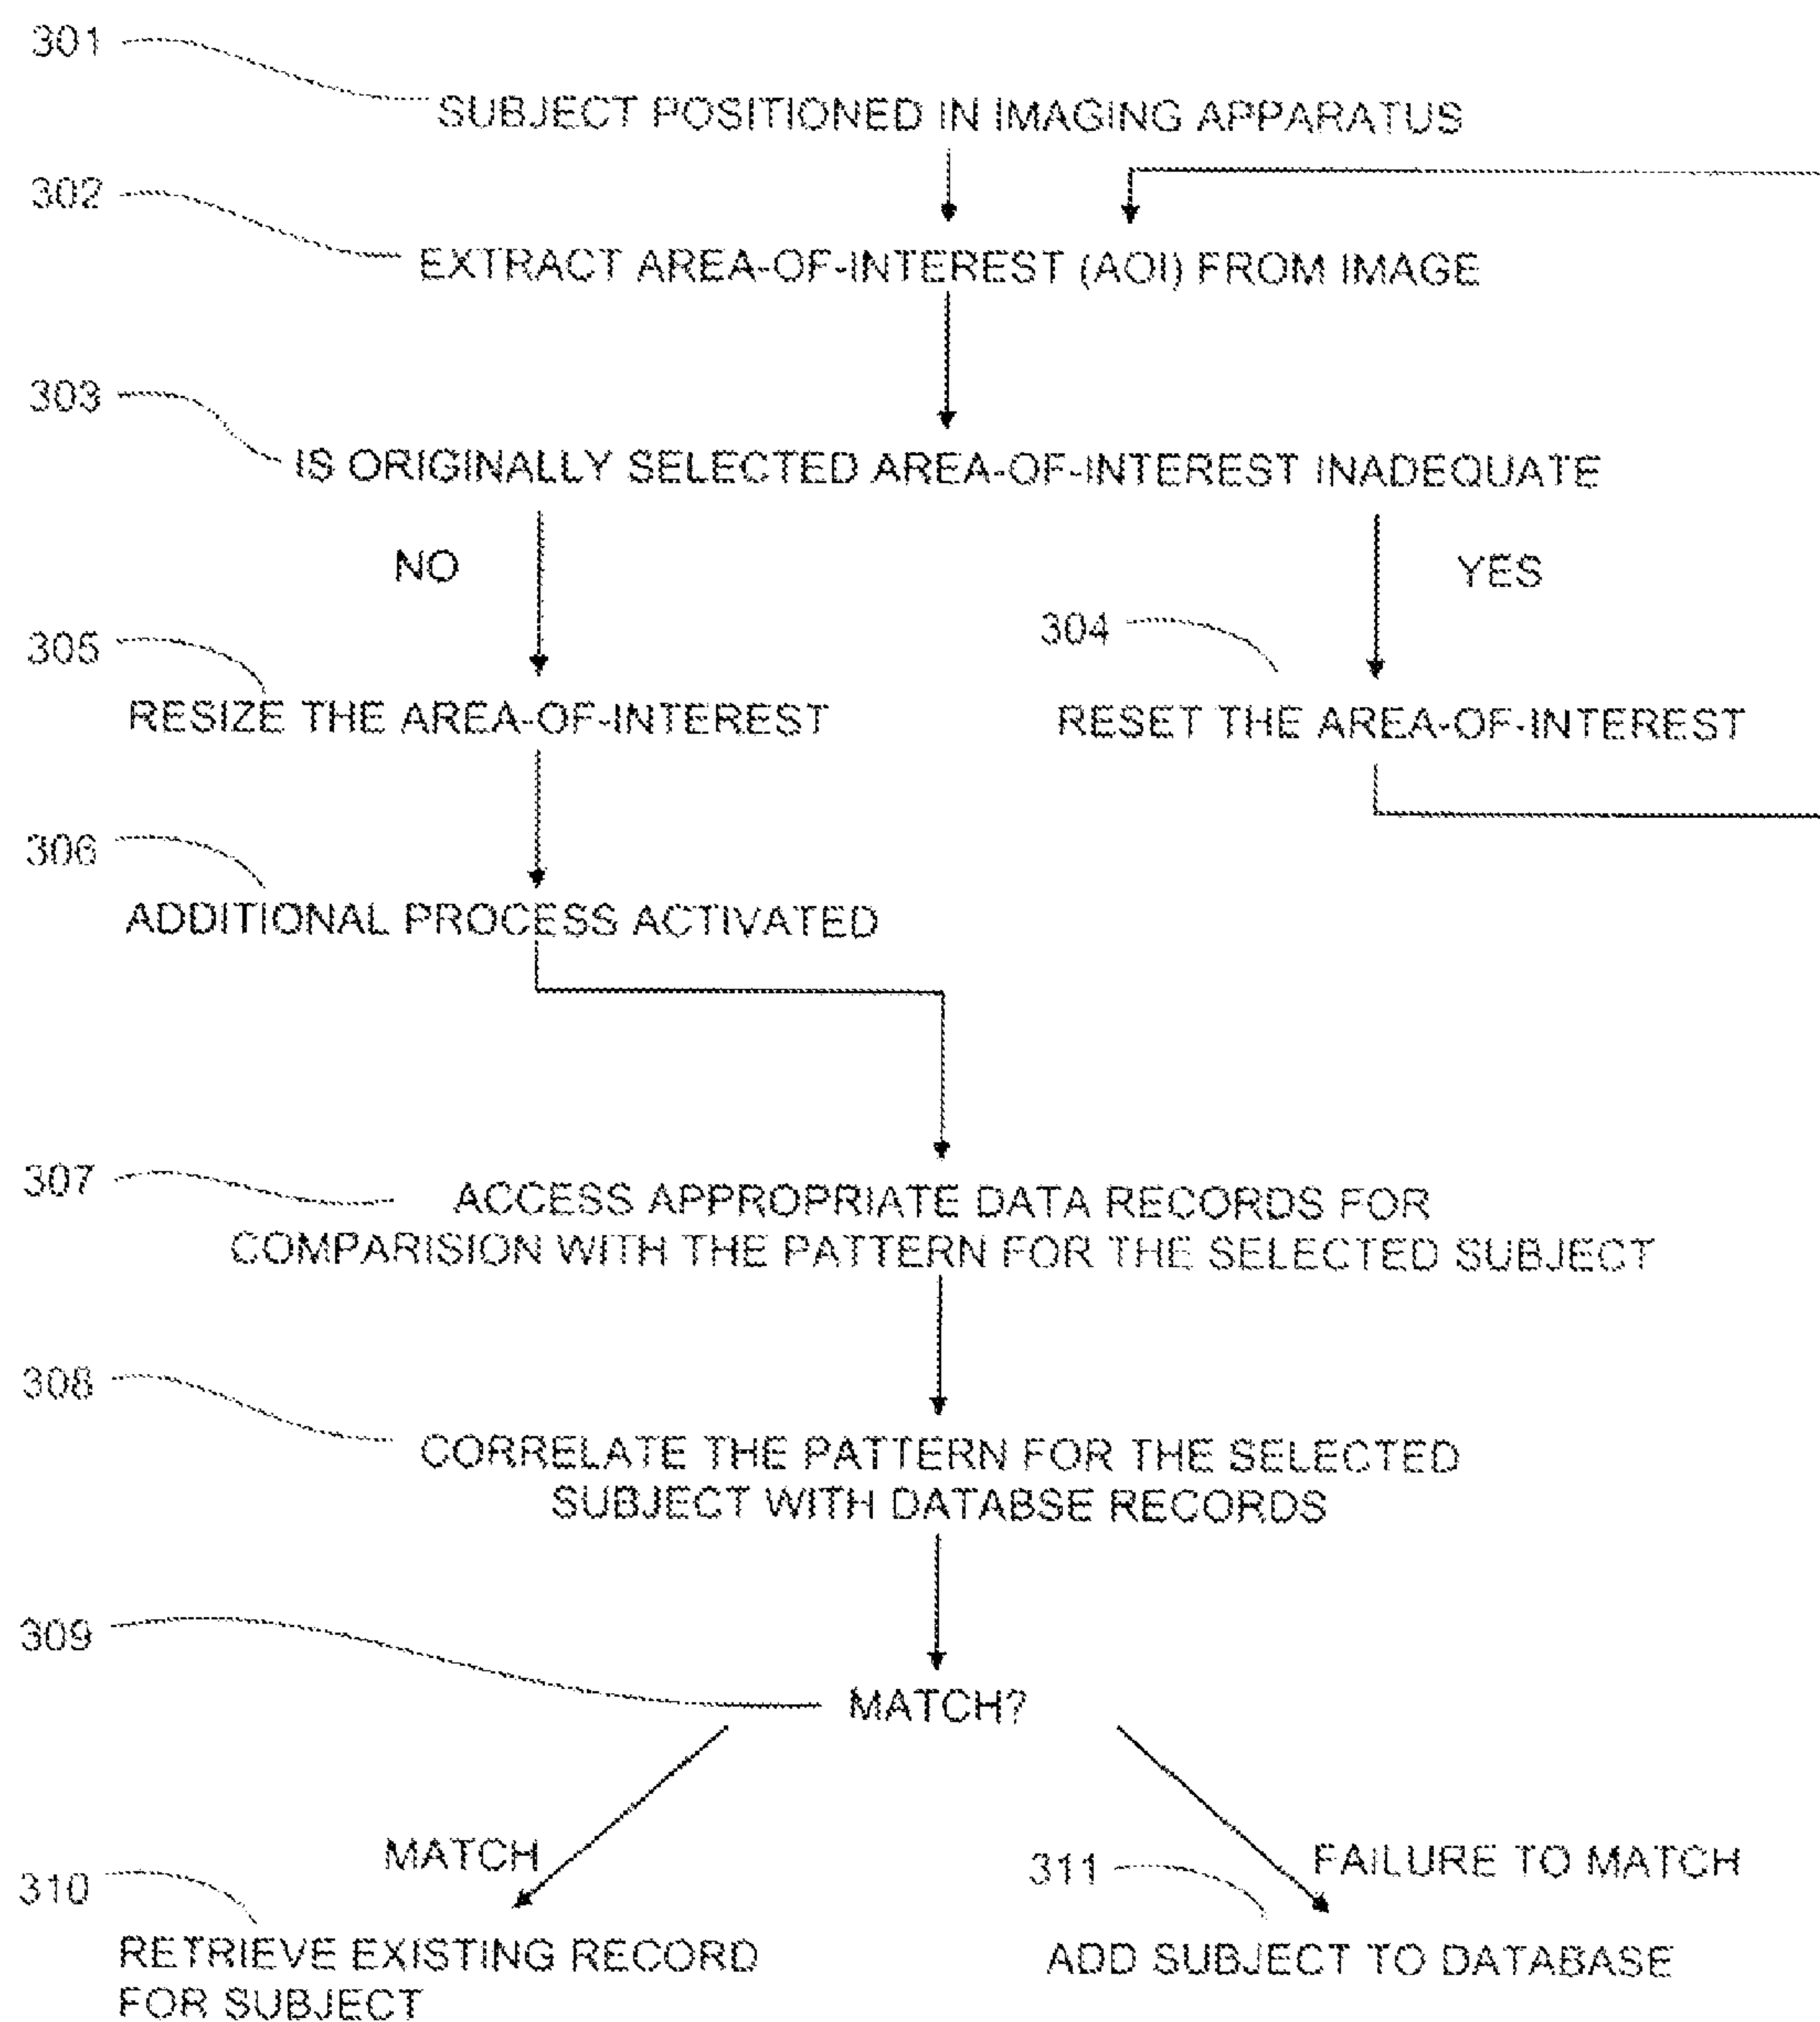 301
SUBJECT POSITIONED IN IMAGING APPARATUS
302
EXTRACT AREA-OF-INTEREST (AOI) FROM IMAGE
303
IS ORIGINALLY SELECTED AREA-OF-INTEREST INADEQUATE
NO
YES
305
RESIZE THE AREA-OF-INTEREST
304
RESET THE AREA-OF-INTEREST
306
ADDITIONAL PROCESS ACTIVATED
307
ACCESS APPROPRIATE DATA RECORDS FOR
COMPARISION WITH THE PATTERN FOR THE SELECTED SUBJECT
308
CORRELATE THE PATTERN FOR THE SELECTED
SUBJECT WITH DATABSE RECORDS
309
MATCH?
MATCH
FAILURE TO MATCH
310
RETRIEVE EXISTING RECORD
FOR SUBJECT
311
ADD SUBJECT TO DATABASE